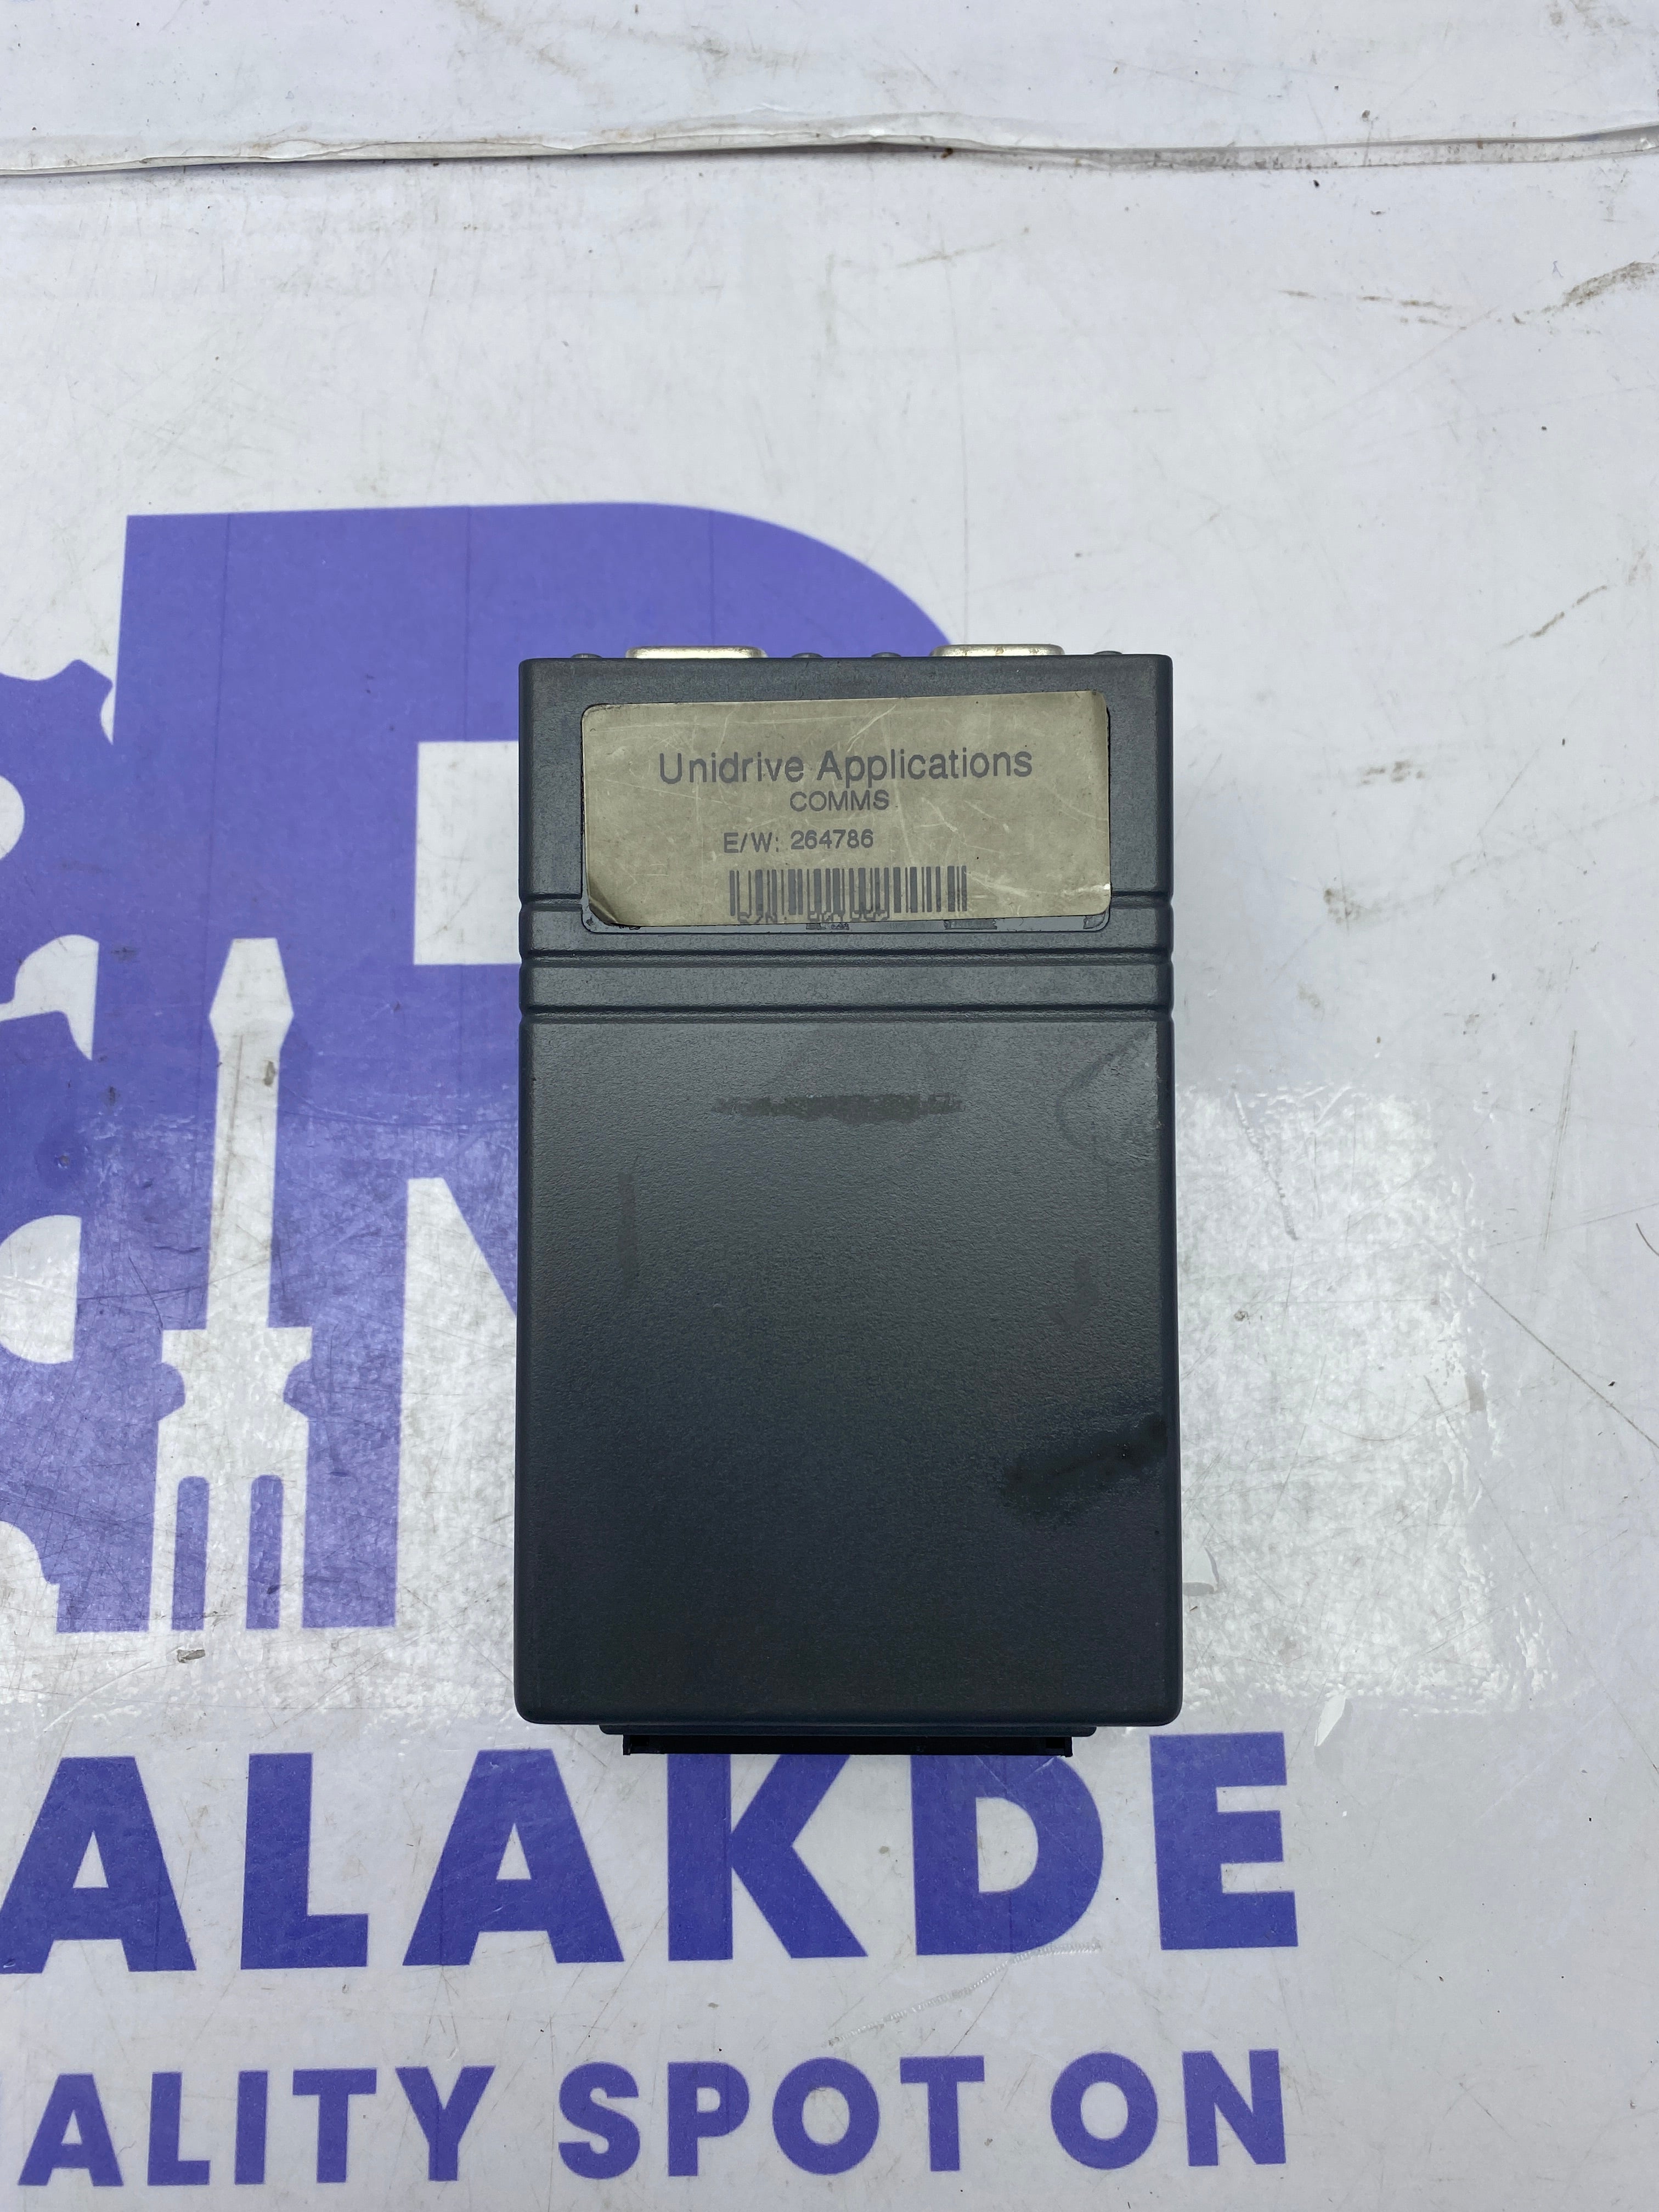 Unidrive Applications
COMMS
E/W: 264786
ALAKDE
ALITY SPOT ON